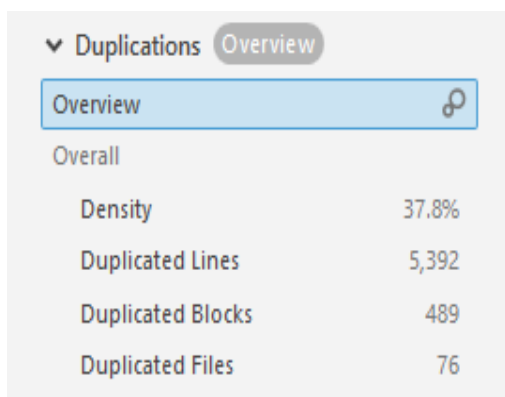 Duplications Overview
Overview
Overall
Density 37.8%
Duplicated Lines 5,392
Duplicated Blocks 489
Duplicated Files 76